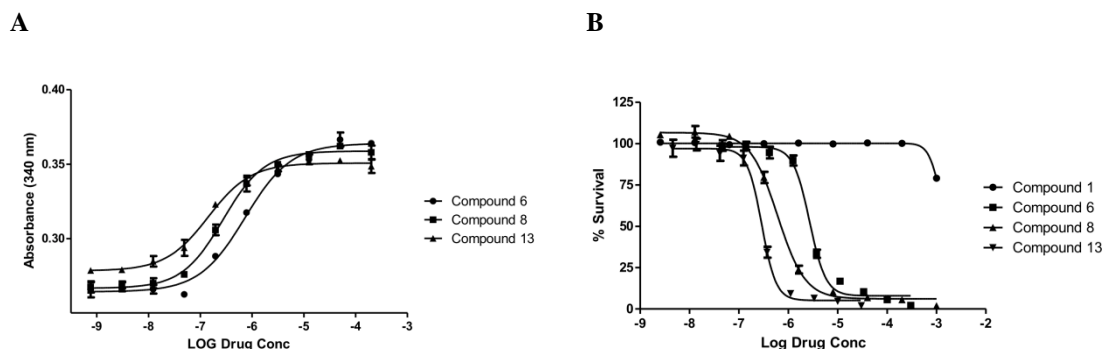 A
B
Absorbance (340 nm)
0.40
0.35
0.30
-9
-8
-7
-6
-5
-4
-3
LOG Drug Conc
Compound 6
Compound 8
Compound 13
% Survival
125
100
75
50
25
0
-9
-8
-7
-6
-5
-4
-3
-2
Log Drug Conc
Compound 1
Compound 6
Compound 8
Compound 13